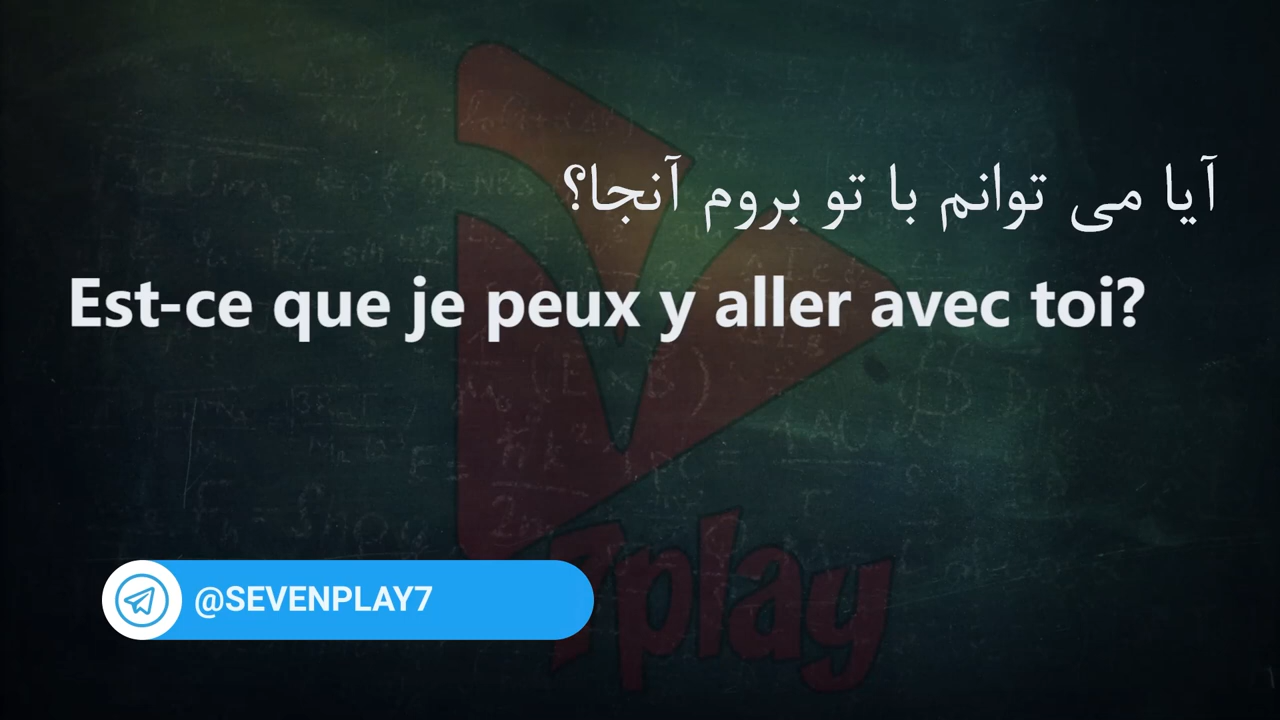 آیا می توانم با تو بروم آنجا؟
Est-ce que je peux y aller avec toi?
@SEVENPLAY7
7play